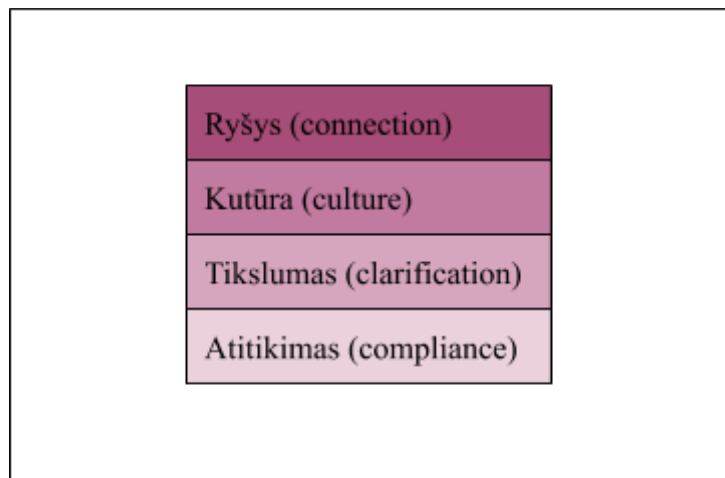 Ryšys (connection)
Kutūra (culture)
Tikslumas (clarification)
Atitikimas (compliance)